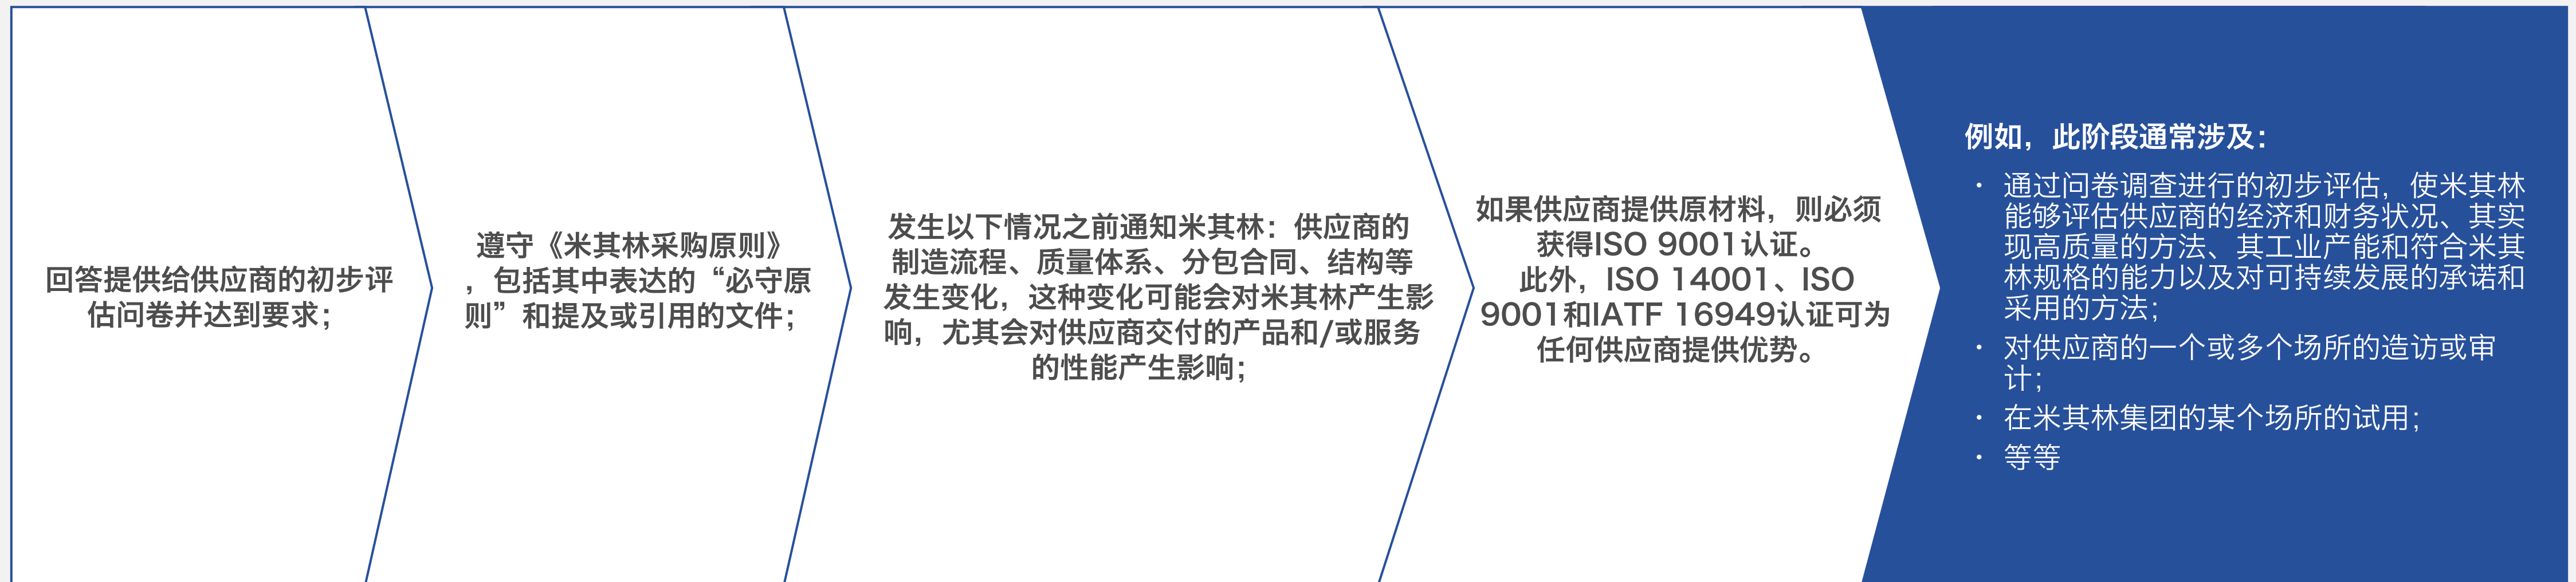 回答提供给供应商的初步评
估问卷并达到要求；
遵守《米其林采购原则》
，包括其中表达的“必守原
则”和提及或引用的文件；
发生以下情况之前通知米其林：供应商的
制造流程、质量体系、分包合同、结构等
发生变化，这种变化可能会对米其林产生影
响，尤其会对供应商交付的产品和/或服务
的性能产生影响；
如果供应商提供原材料，则必须
获得ISO 9001认证。
此外，ISO 14001、ISO
9001和IATF 16949认证可为
任何供应商提供优势。
例如，此阶段通常涉及：
· 通过问卷调查进行的初步评估，使米其林
能够评估供应商的经济和财务状况、其实
现高质量的方法、其工业产能和符合米其
林规格的能力以及对可持续发展的承诺和
采用的方法；
· 对供应商的一个或多个场所的造访或审
计；
· 在米其林集团的某个场所的试用；
· 等等